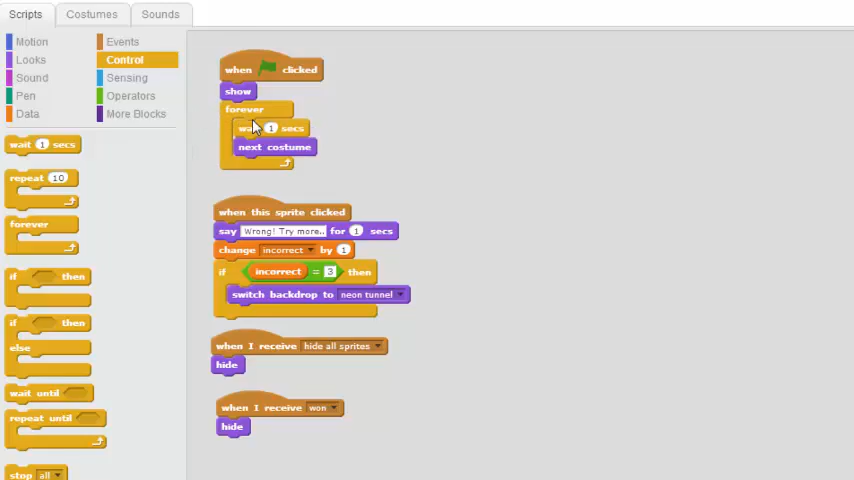 Scripts Costumes Sounds
Motion Events
Looks Control
Sound Sensing
Pen Operators
Data More Blocks
wait 1 secs
repeat 10
forever
if then
if then
else
wait until
repeat until
stop all
when clicked
show
forever
1 secs
next costume
when this sprite clicked
say Wrong! Try more.. for 1 secs
change incorrect by 1
if incorrect = 3 then
switch backdrop to neon tunnel
when I receive hide all sprites
hide
when I receive won
hide